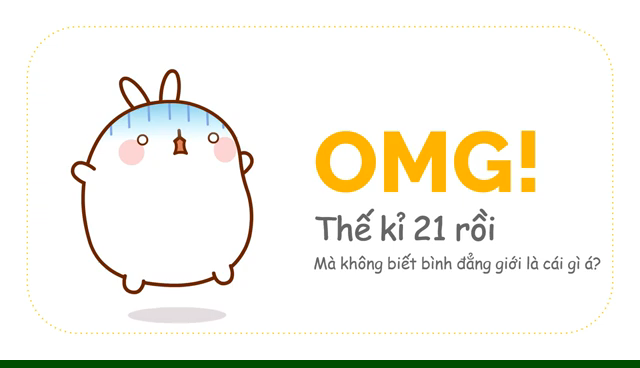 OMG!
Thế kỉ 21 rồi
Mà không biết bình đẳng giới là cái gì á?